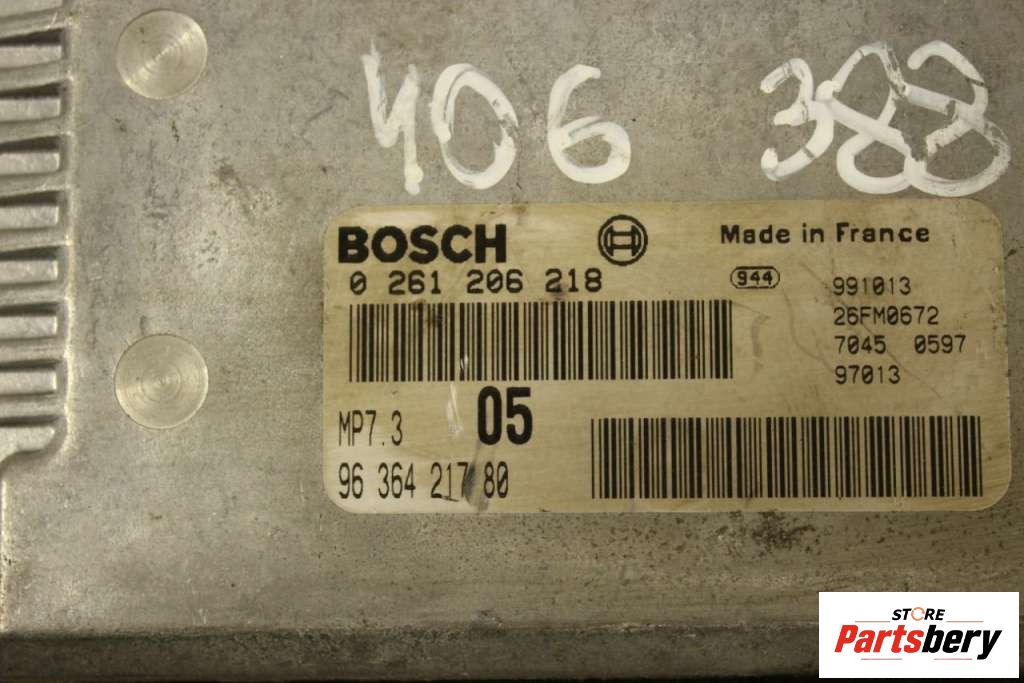 406 388
BOSCH
Made in France
0 261 206 218
944
991013
26FM0672
7045 0597
97013
MP7.3
05
96 364 217 80
STORE
Partsbery